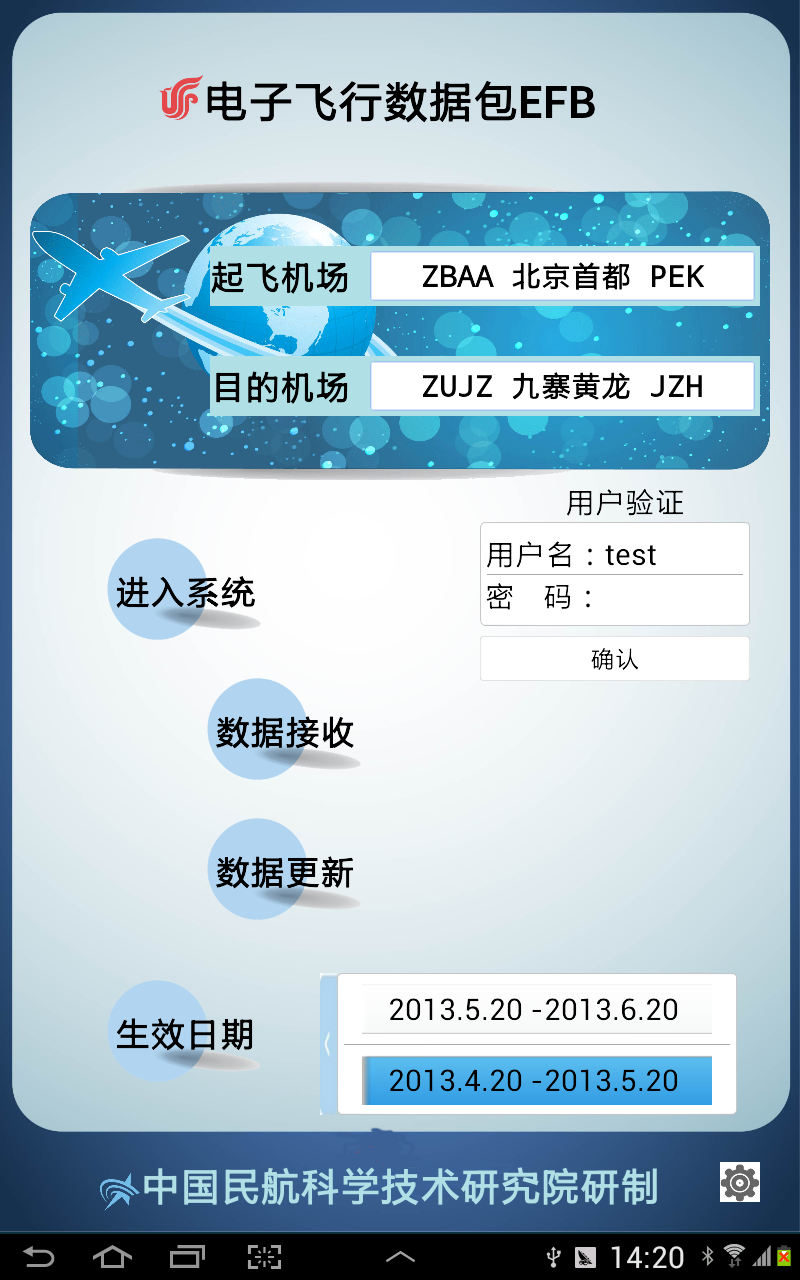 电子飞行数据包EFB
起飞机场 ZBAA 北京首都 PEK
目的机场 ZUJZ 九寨黄龙 JZH
用户验证
用户名：test
密 码：
确认
进入系统
数据接收
数据更新
生效日期
2013.5.20 -2013.6.20
2013.4.20 -2013.5.20
中国民航科学技术研究院研制
14:20